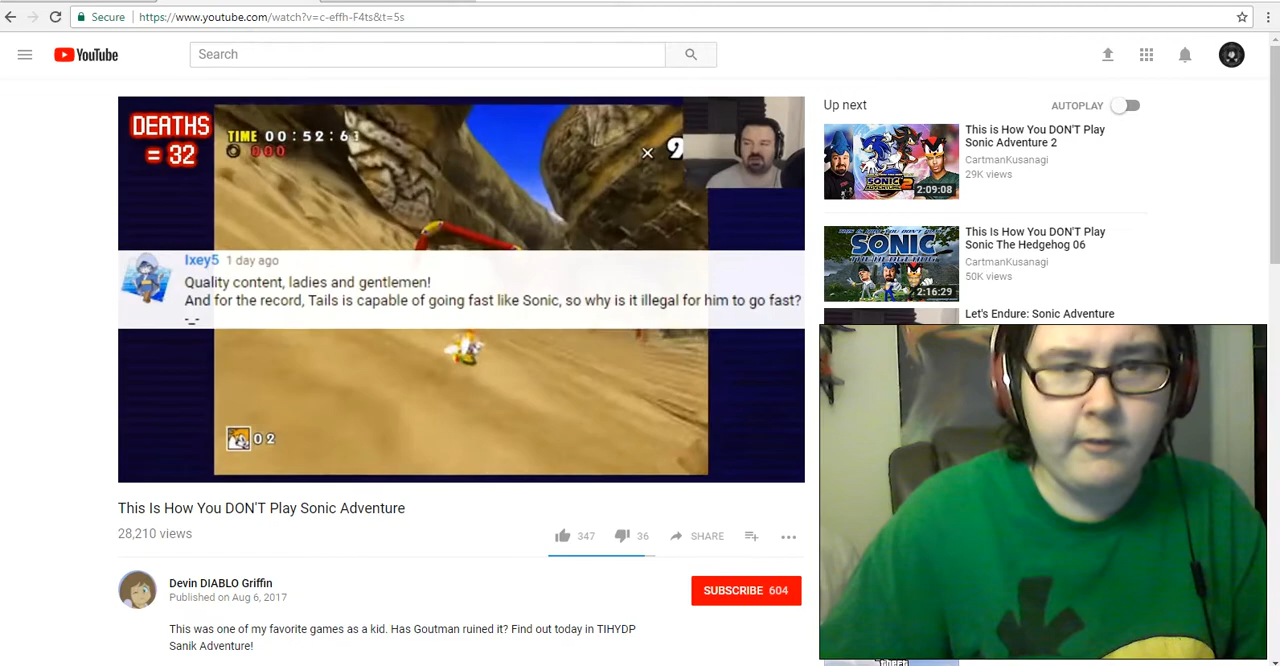 Secure https://www.youtube.com/watch?v=c-effh-F4ts&t=5s
YouTube
Search
DEATHS
= 32
TIME 00:52:61
000
× 2
02
Ixey5 1 day ago
Quality content, ladies and gentlemen!
And for the record, Tails is capable of going fast like Sonic, so why is it illegal for him to go fast?
-_-
Up next
AUTOPLAY
This is How You DON'T Play
Sonic Adventure 2
CartmanKusanagi
29K views
2:09:08
This Is How You DON'T Play
Sonic The Hedgehog 06
CartmanKusanagi
50K views
SONIC
2:16:29
Let's Endure: Sonic Adventure
This Is How You DON'T Play Sonic Adventure
28,210 views
347
36
SHARE
Devin DIABLO Griffin
Published on Aug 6, 2017
SUBSCRIBE 604
This was one of my favorite games as a kid. Has Goutman ruined it? Find out today in TIHYDP
Sanik Adventure!